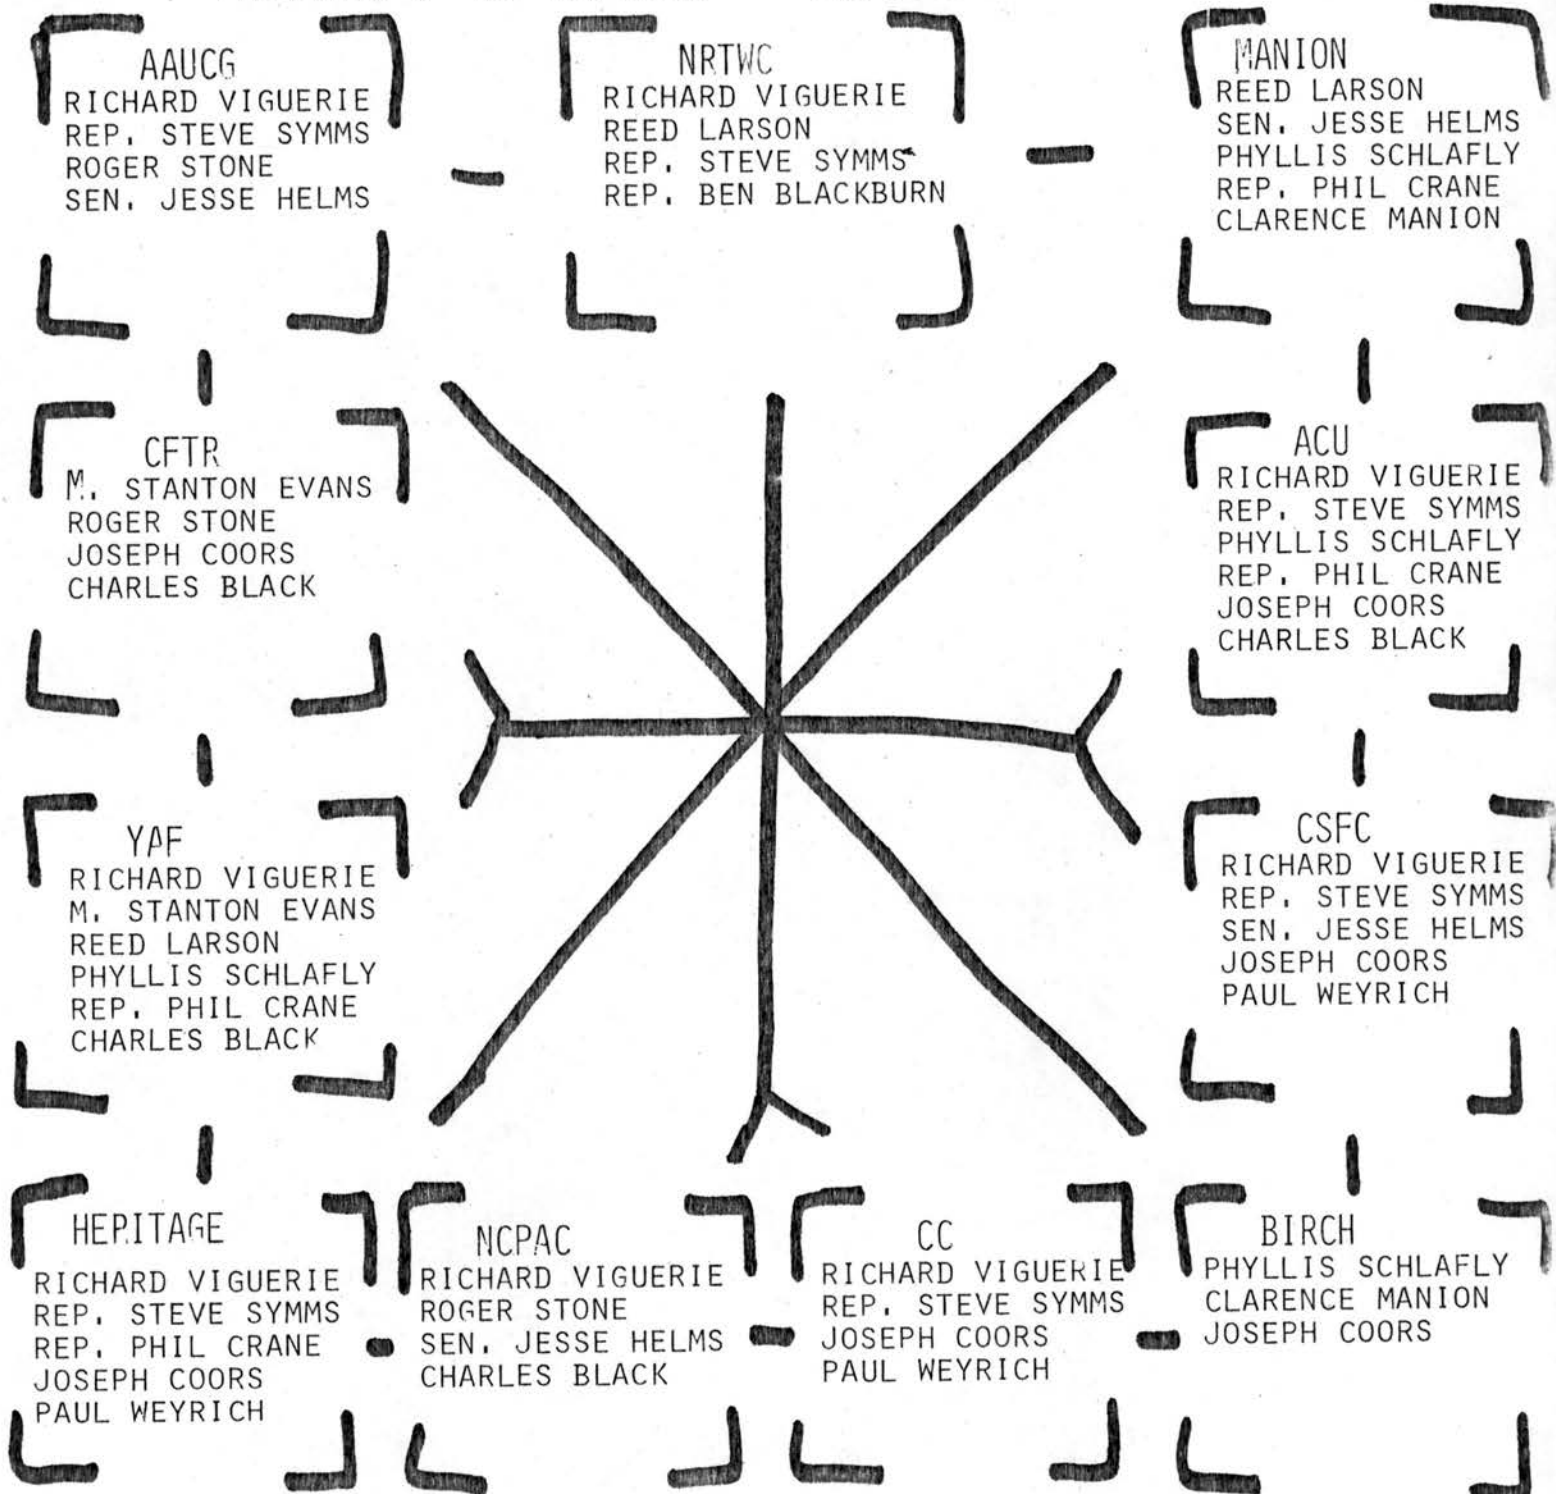 AAUCG
RICHARD VIGUERIE
REP. STEVE SYMMS
ROGER STONE
SEN. JESSE HELMS
NRTWC
RICHARD VIGUERIE
REED LARSON
REP. STEVE SYMMS
REP. BEN BLACKBURN
MANION
REED LARSON
SEN. JESSE HELMS
PHYLLIS SCHLAFLY
REP. PHIL CRANE
CLARENCE MANION
CFTR
M. STANTON EVANS
ROGER STONE
JOSEPH COORS
CHARLES BLACK
ACU
RICHARD VIGUERIE
REP. STEVE SYMMS
PHYLLIS SCHLAFLY
REP. PHIL CRANE
JOSEPH COORS
CHARLES BLACK
YAF
RICHARD VIGUERIE
M. STANTON EVANS
REED LARSON
PHYLLIS SCHLAFLY
REP. PHIL CRANE
CHARLES BLACK
CSFC
RICHARD VIGUERIE
REP. STEVE SYMMS
SEN. JESSE HELMS
JOSEPH COORS
PAUL WEYRICH
HERITAGE
RICHARD VIGUERIE
REP. STEVE SYMMS
REP. PHIL CRANE
JOSEPH COORS
PAUL WEYRICH
NCPAC
RICHARD VIGUERIE
ROGER STONE
SEN. JESSE HELMS
CHARLES BLACK
CC
RICHARD VIGUERIE
REP. STEVE SYMMS
JOSEPH COORS
PAUL WEYRICH
BIRCH
PHYLLIS SCHLAFLY
CLARENCE MANION
JOSEPH COORS